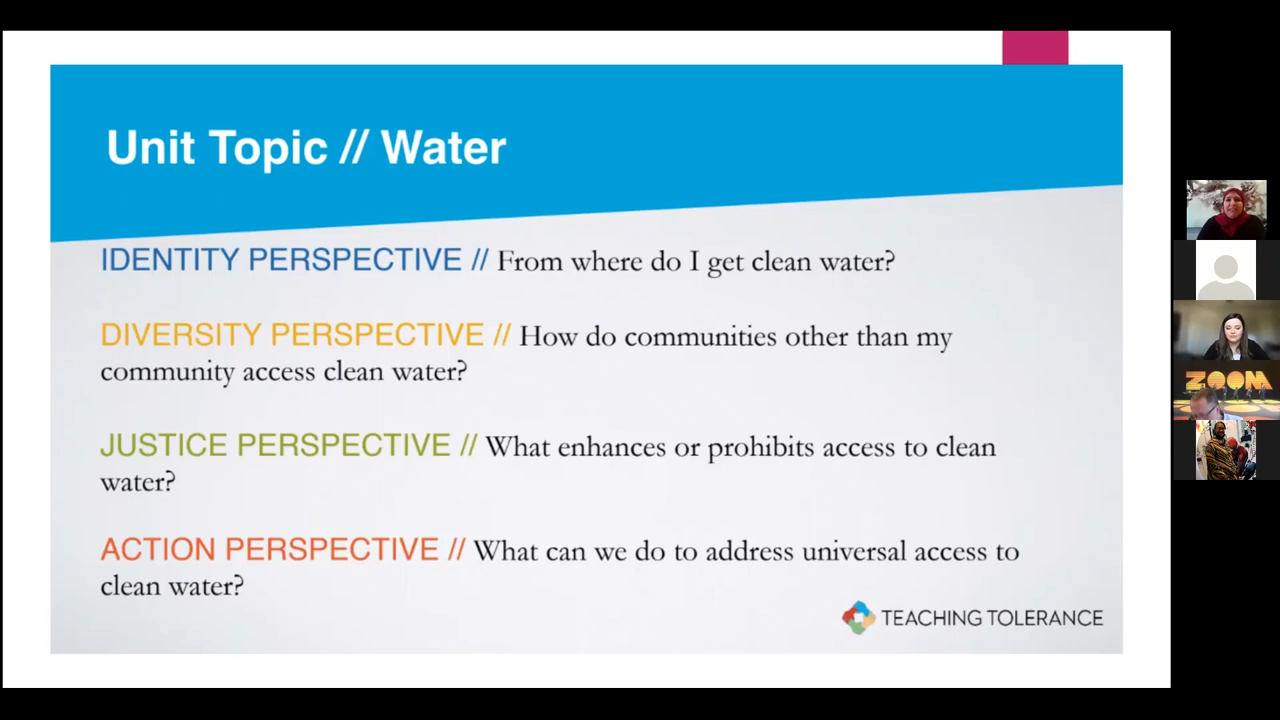 Unit Topic // Water
IDENTITY PERSPECTIVE // From where do I get clean water?
DIVERSITY PERSPECTIVE // How do communities other than my
community access clean water?
JUSTICE PERSPECTIVE // What enhances or prohibits access to clean
water?
ACTION PERSPECTIVE // What can we do to address universal access to
clean water?
TEACHING TOLERANCE
ZOOM